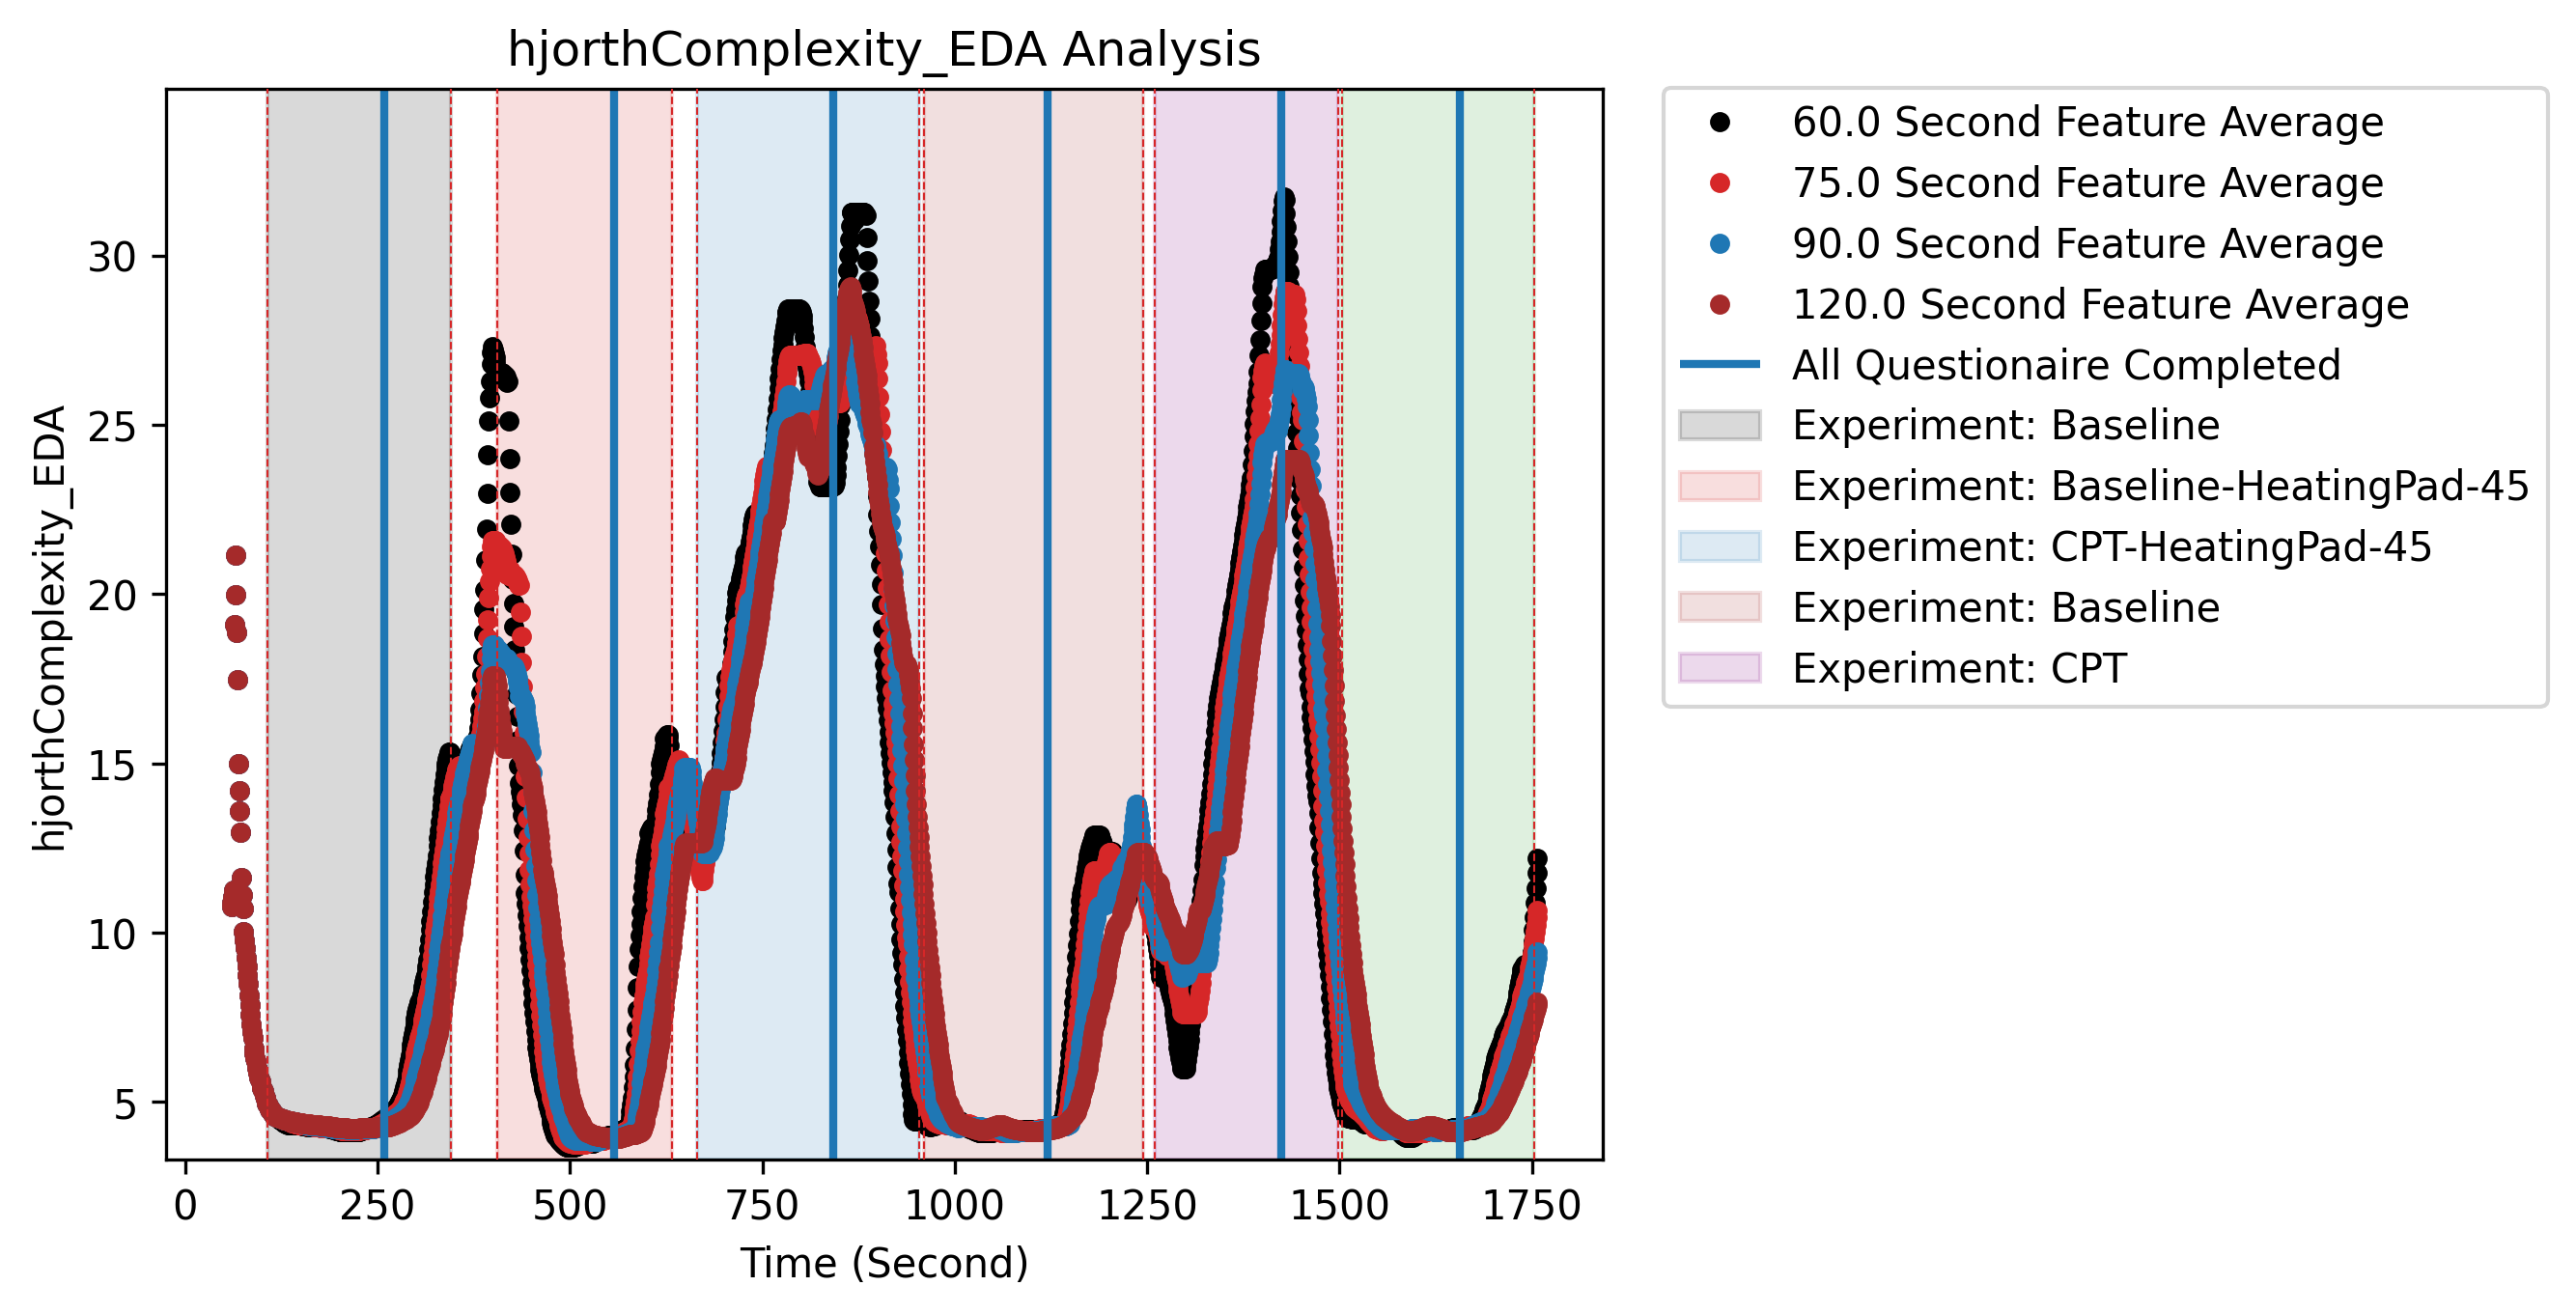 hjorthComplexity_EDA Analysis
hjorthComplexity_EDA
30
25
20
15
10
5
0 250 500 750 1000 1250 1500 1750
Time (Second)
60.0 Second Feature Average
75.0 Second Feature Average
90.0 Second Feature Average
120.0 Second Feature Average
All Questionaire Completed
Experiment: Baseline
Experiment: Baseline-HeatingPad-45
Experiment: CPT-HeatingPad-45
Experiment: Baseline
Experiment: CPT